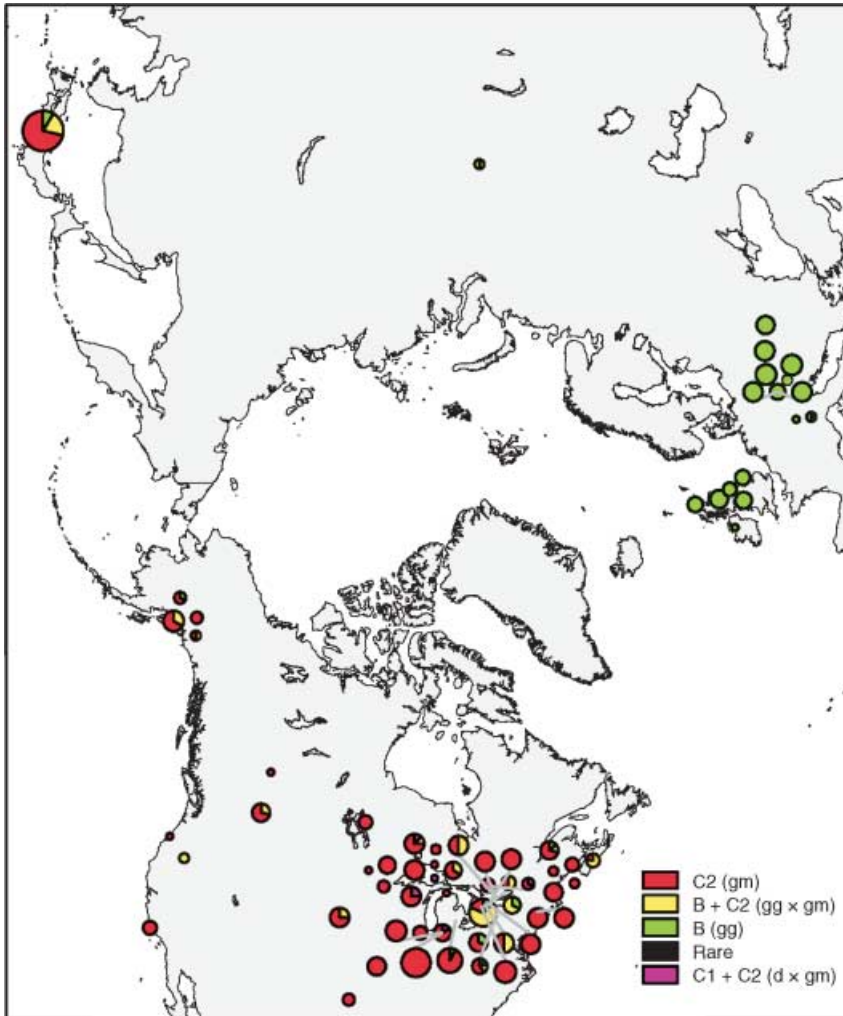 C2 (gm)
B + C2 (gg × gm)
B (gg)
Rare
C1 + C2 (d × gm)